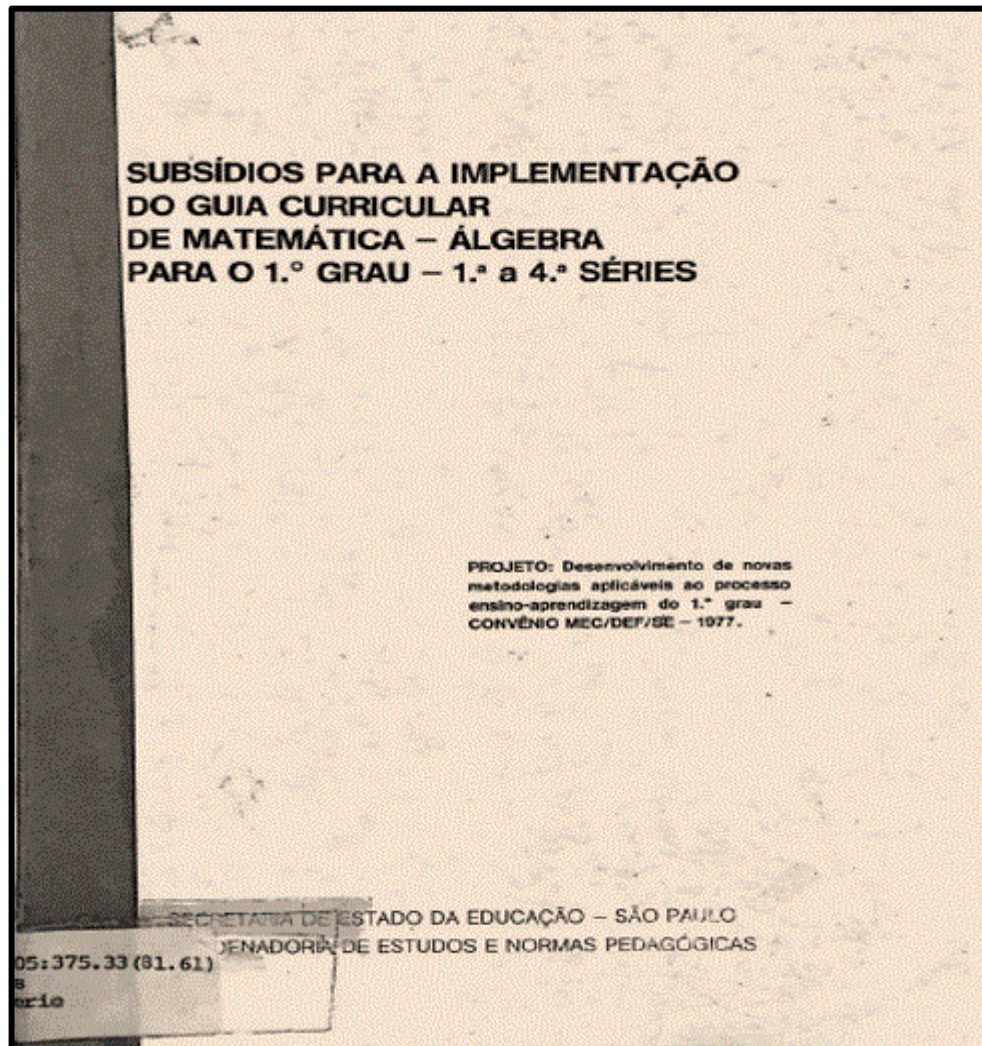 SUBSÍDIOS PARA A IMPLEMENTAÇÃO
DO GUIA CURRICULAR
DE MATEMÁTICA – ÁLGEBRA
PARA O 1.º GRAU – 1.ª a 4.ª SÉRIES
PROJETO: Desenvolvimento de novas
metodologias aplicáveis ao processo
ensino-aprendizagem do 1.º grau –
CONVÊNIO MEC/DEF/SE – 1977.
SECRETARIA DE ESTADO DA EDUCAÇÃO – SÃO PAULO
DENADORIA DE ESTUDOS E NORMAS PEDAGÓGICAS
05:375.33(81.61)
s
erio